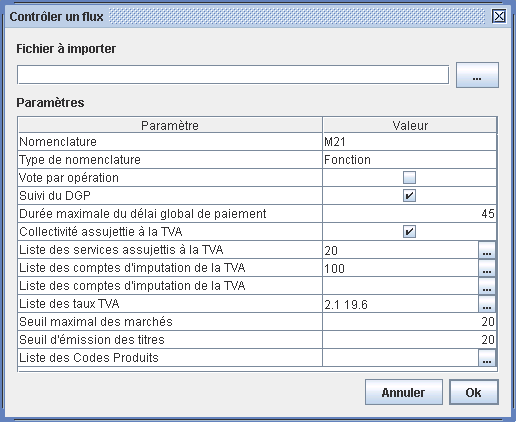 Contrôler un flux
Fichier à importer
...
Paramètres
Paramètre Valeur
Nomenclature M21
Type de nomenclature Fonction
Vote par opération
Suivi du DGP
Durée maximale du délai global de paiement 45
Collectivité assujettie à la TVA
Liste des services assujettis à la TVA 20 ...
Liste des comptes d'imputation de la TVA 100 ...
Liste des comptes d'imputation de la TVA ...
Liste des taux TVA 2.1 19.6 ...
Seuil maximal des marchés 20
Seuil d'émission des titres 20
Liste des Codes Produits ...
Annuler Ok